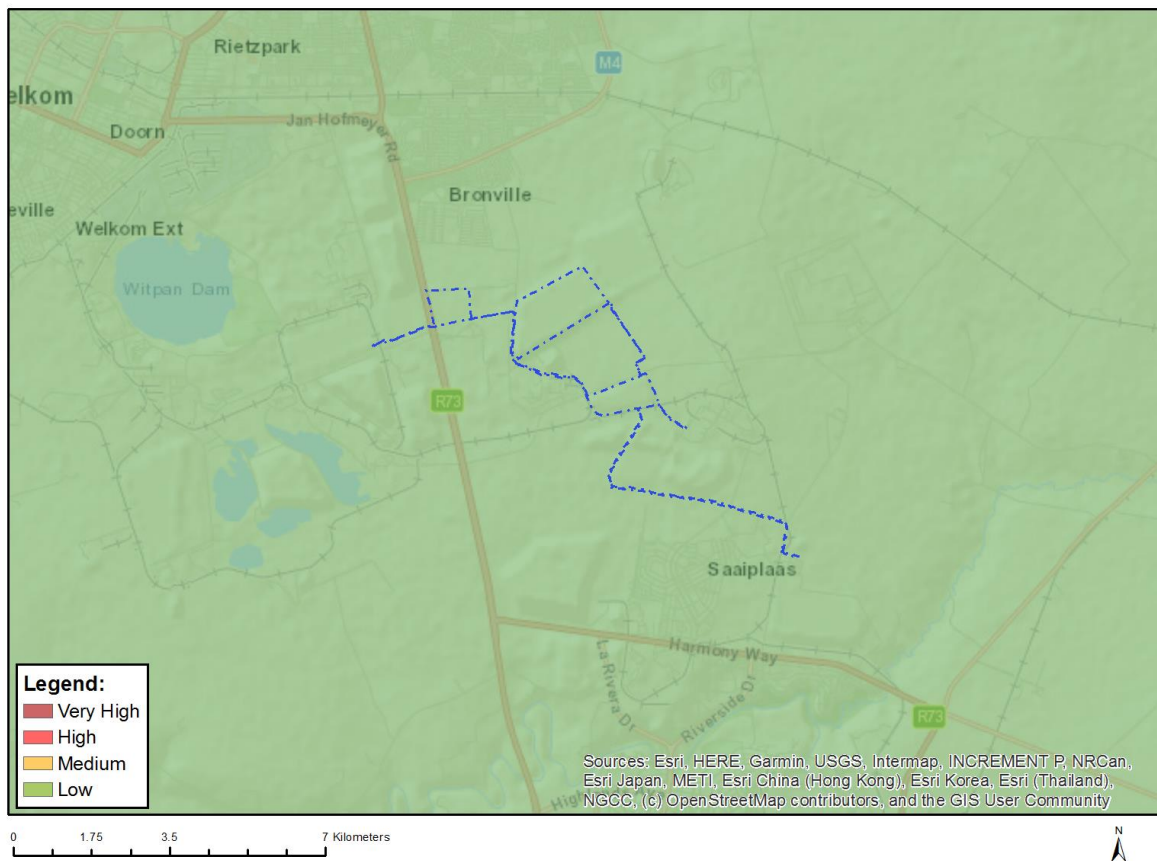 Rietzpark
M4
elkom
Doorn
Jan Hofmeyer Rd
Bronville
eville
Welkom Ext
Witpan Dam
R73
Saaiplaas
Harmony Way
La Rivera Dr
Riverside Dr
R73
Legend:
Very High
High
Medium
Low
Sources: Esri, HERE, Garmin, USGS, Intermap, INCREMENT P, NRCan,
Esri Japan, METI, Esri China (Hong Kong), Esri Korea, Esri (Thailand),
NGCC, (c) OpenStreetMap contributors, and the GIS User Community
0 1.75 3.5 7 Kilometers
N